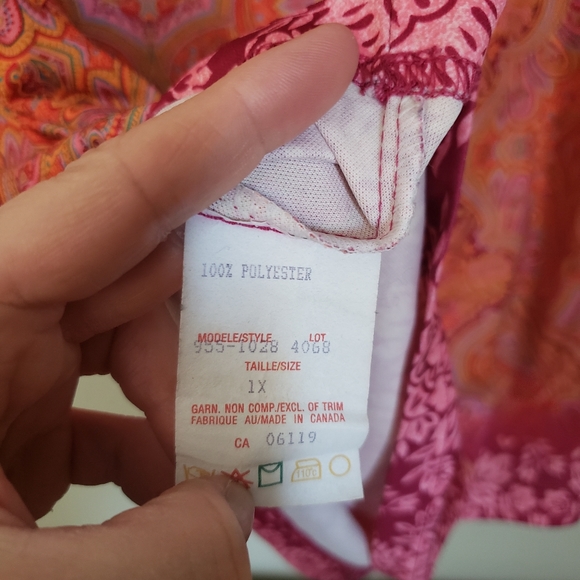 100% POLYESTER
MODELE/STYLE LOT
955-1028 4068
TAILLE/SIZE
1X
GARN. NON COMP./EXCL. OF TRIM
FABRIQUE AU/MADE IN CANADA
CA 06119
110°C